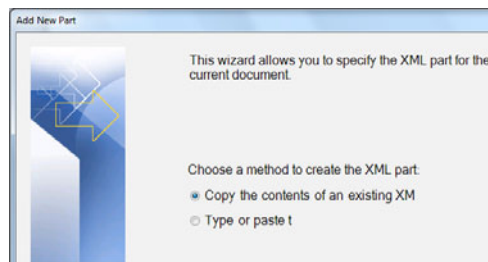 Add New Part
This wizard allows you to specify the XML part for the
current document.
Choose a method to create the XML part.
Copy the contents of an existing XM
Type or paste t